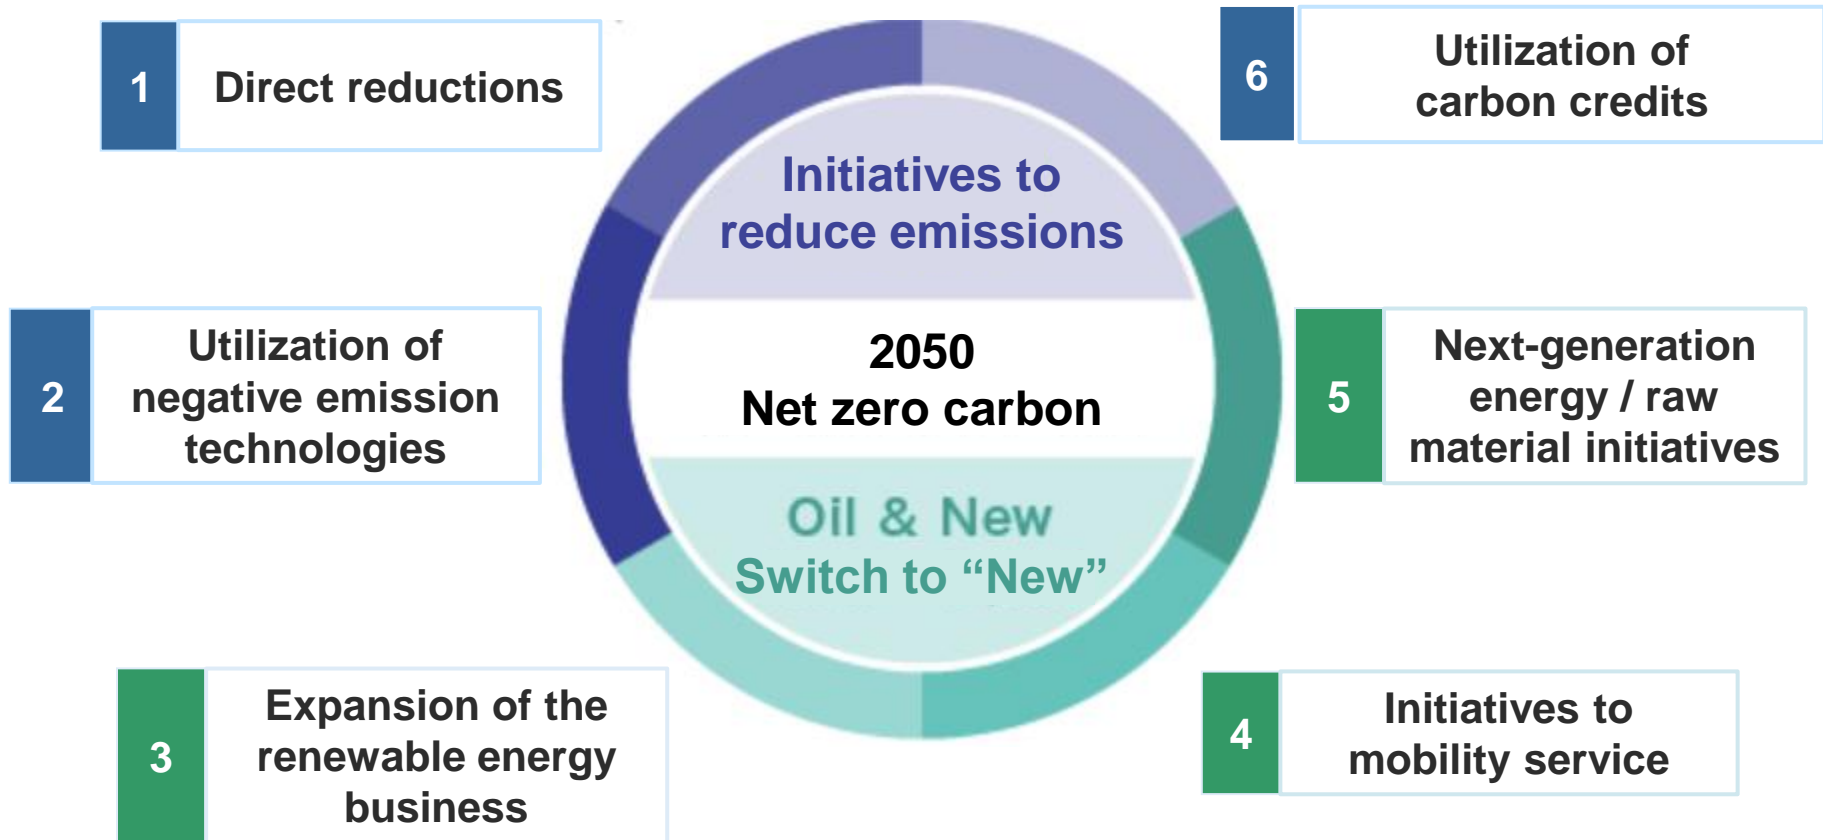 1
Direct reductions
2
Utilization of
negative emission
technologies
3
Expansion of the
renewable energy
business
Initiatives to
reduce emissions
2050
Net zero carbon
Oil & New
Switch to “New”
6
Utilization of
carbon credits
5
Next-generation
energy / raw
material initiatives
4
Initiatives to
mobility service